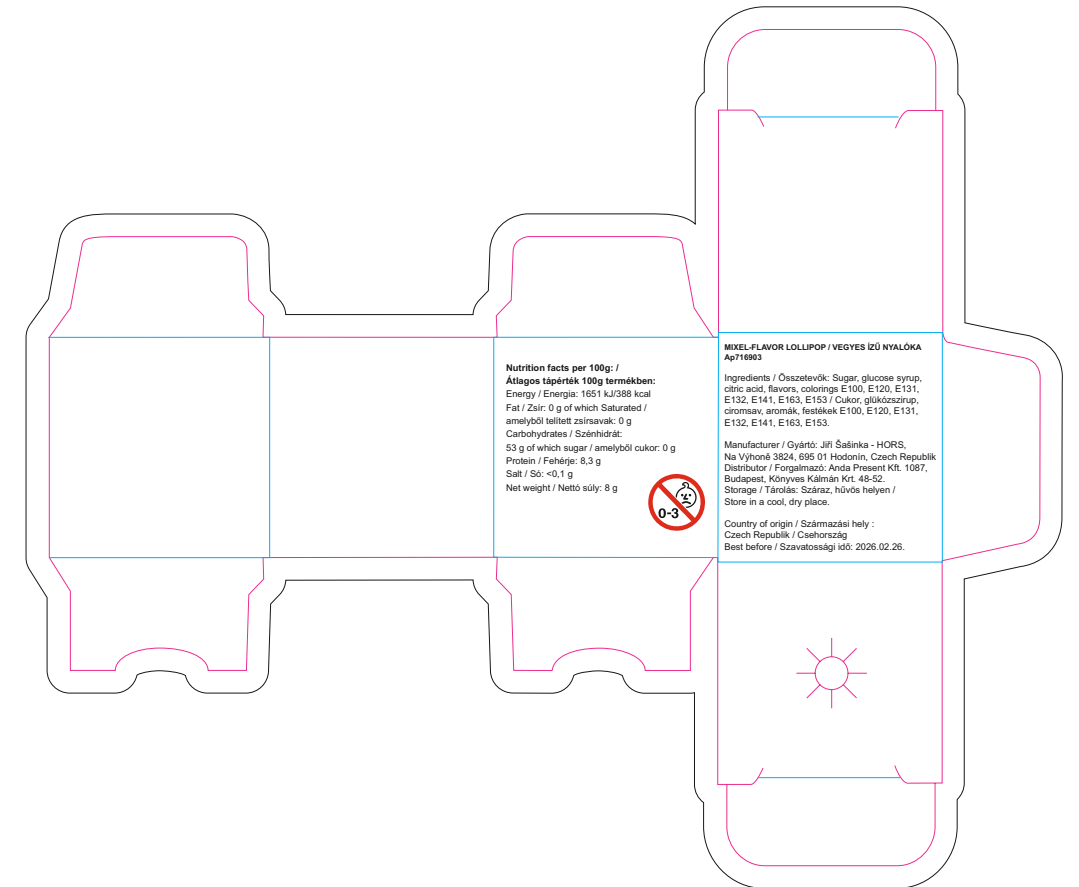 Nutrition facts per 100g: /
Átlagos tápérték 100g termékben:
Energy / Energia: 1651 kJ/388 kcal
Fat / Zsír: 0 g of which Saturated /
amelyből telített zsírsavak: 0 g
Carbohydrates / Szénhidrát:
53 g of which sugar / amelyből cukor: 0 g
Protein / Fehérje: 8,3 g
Salt / Só: <0,1 g
Net weight / Nettó súly: 8 g
0-3
MIXEL-FLAVOR LOLLIPOP / VEGYES ÍZŰ NYALÓKA
Ap716903
Ingredients / Összetevők: Sugar, glucose syrup,
citric acid, flavors, colorings E100, E120, E131,
E132, E141, E163, E153 / Cukor, glükózszirup,
ciromsav, aromák, festékek E100, E120, E131,
E132, E141, E163, E153.
Manufacturer / Gyártó: Jiří Šašinka - HORS,
Na Výhoně 3824, 695 01 Hodonín, Czech Republik
Distributor / Forgalmazó: Anda Present Kft. 1087,
Budapest, Könyves Kálmán Krt. 48-52.
Storage / Tárolás: Száraz, hűvös helyen /
Store in a cool, dry place.
Country of origin / Származási hely :
Czech Republik / Csehország
Best before / Szavatossági idő: 2026.02.26.